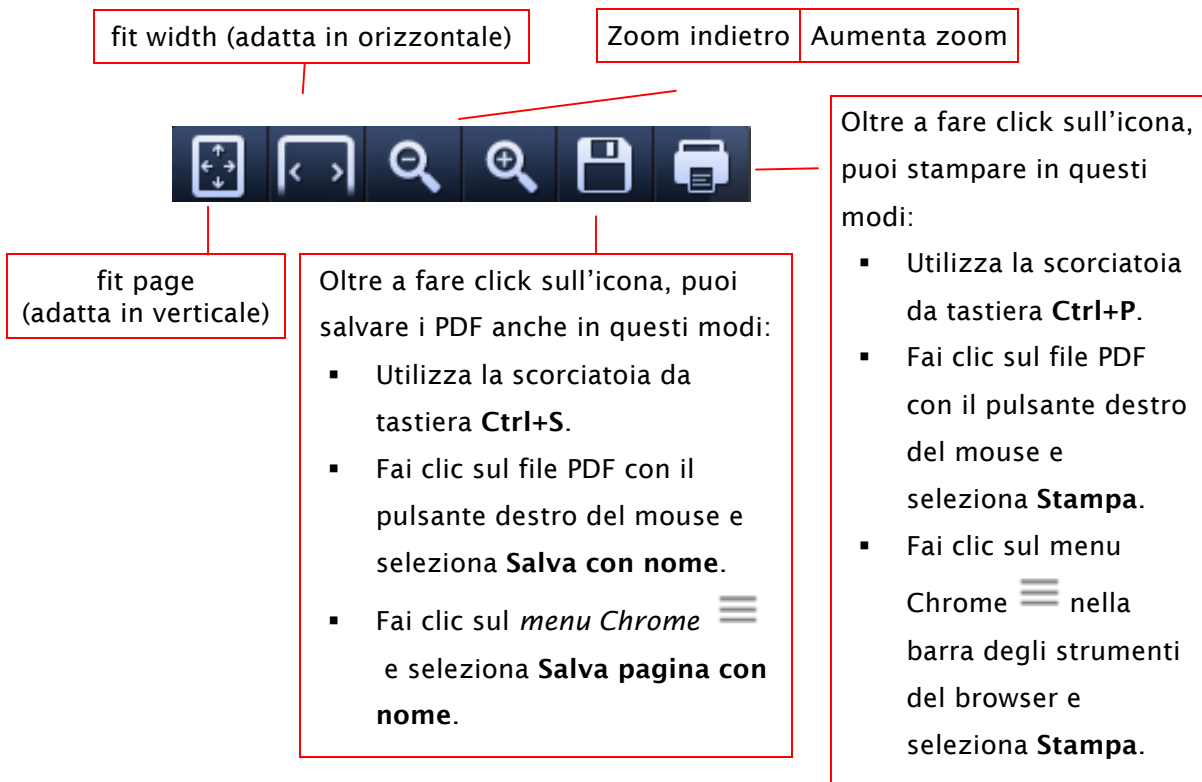 fit width (adatta in orizzontale)
Zoom indietro
Aumenta zoom
fit page
(adatta in verticale)
Oltre a fare click sull’icona, puoi
salvare i PDF anche in questi modi:
▪ Utilizza la scorciatoia da
tastiera Ctrl+S.
▪ Fai clic sul file PDF con il
pulsante destro del mouse e
seleziona Salva con nome.
▪ Fai clic sul menu Chrome
e seleziona Salva pagina con
nome.
Oltre a fare click sull’icona,
puoi stampare in questi
modi:
▪ Utilizza la scorciatoia
da tastiera Ctrl+P.
▪ Fai clic sul file PDF
con il pulsante destro
del mouse e
seleziona Stampa.
▪ Fai clic sul menu
Chrome nella
barra degli strumenti
del browser e
seleziona Stampa.